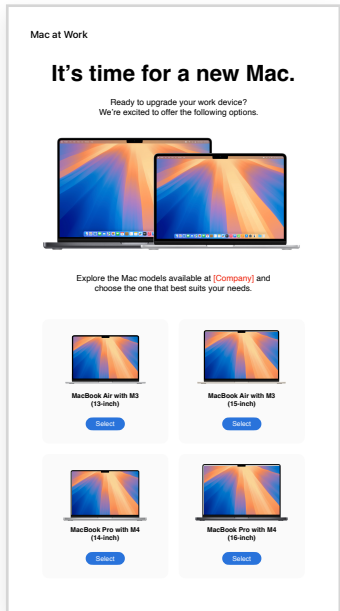 Mac at Work
It’s time for a new Mac.
Ready to upgrade your work device?
We’re excited to offer the following options.
Explore the Mac models available at [Company] and
choose the one that best suits your needs.
MacBook Air with M3
(13-inch)
Select
MacBook Air with M3
(15-inch)
Select
MacBook Pro with M4
(14-inch)
Select
MacBook Pro with M4
(16-inch)
Select